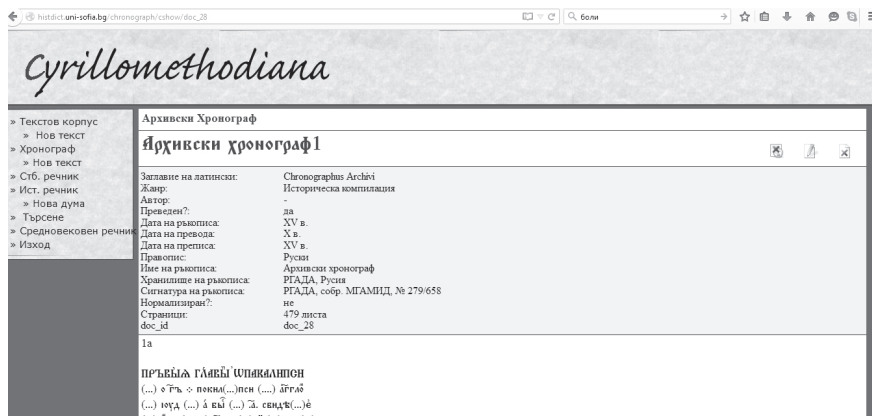 histdict.uni-sofia.bg/chronograph/cshow/doc_28
боли
Cyrillomethodiana
» Текстов корпус
» Нов текст
» Хронограф
» Нов текст
» Стб. речник
» Ист. речник
» Нова дума
» Търсене
» Средновековен речник
» Изход
Архивски Хронограф
Архивски хронограф1
Заглавие на латински: Chronographus Archivi
Жанр: Историческа компилация
Автор: -
Преведен?: да
Дата на ръкописа: XV в.
Дата на превода: X в.
Дата на преписа: XV в.
Правопис: Руски
Име на ръкописа: Архивски хронограф
Хранилище на ръкописа: РГАДА, Русия
Сигнатура на ръкописа: РГАДА, собр. МГАМИД, № 279/658
Нормализиран?: не
Страници: 479 листа
doc_id doc_28
1а
(...) (...) (....)
(...) (...) (...)